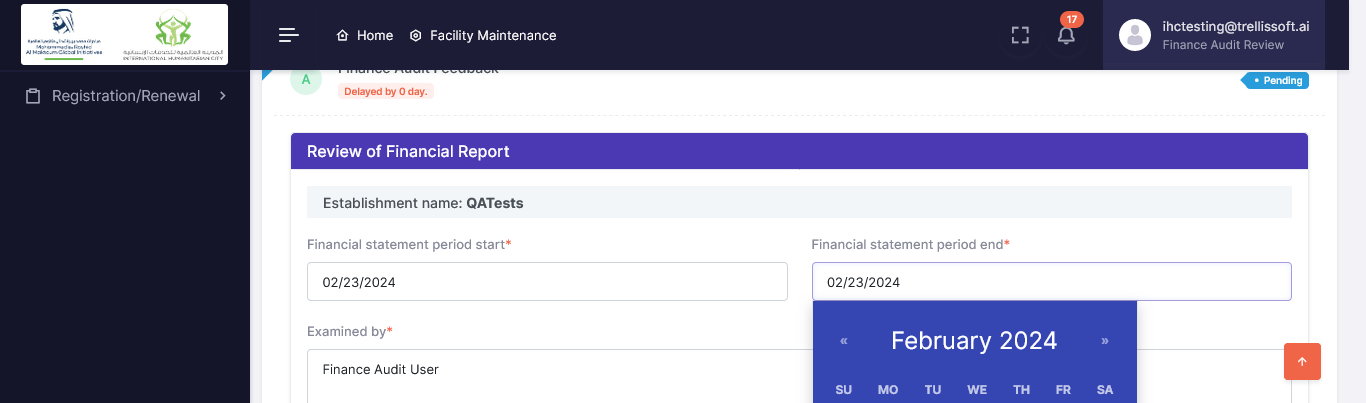 Mohammed bin Rashid
Al Maktoum Global Initiatives
INTERNATIONAL HUMANITARIAN CITY
Home
Facility Maintenance
17
ihctesting@trellissoft.ai
Finance Audit Review
Registration/Renewal
A
Finance Audit Feedback
Delayed by 0 day.
Pending
Review of Financial Report
Establishment name: QATests
Financial statement period start*
Financial statement period end*
02/23/2024
02/23/2024
Examined by*
Finance Audit User
« February 2024 »
SU MO TU WE TH FR SA